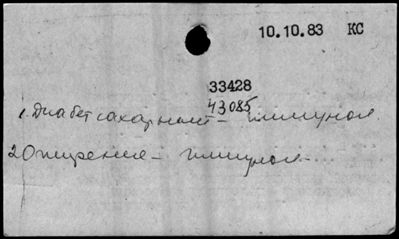 10.10.83 КС
33428
43085
1. Диабет сахарный –
2 Ожирение –